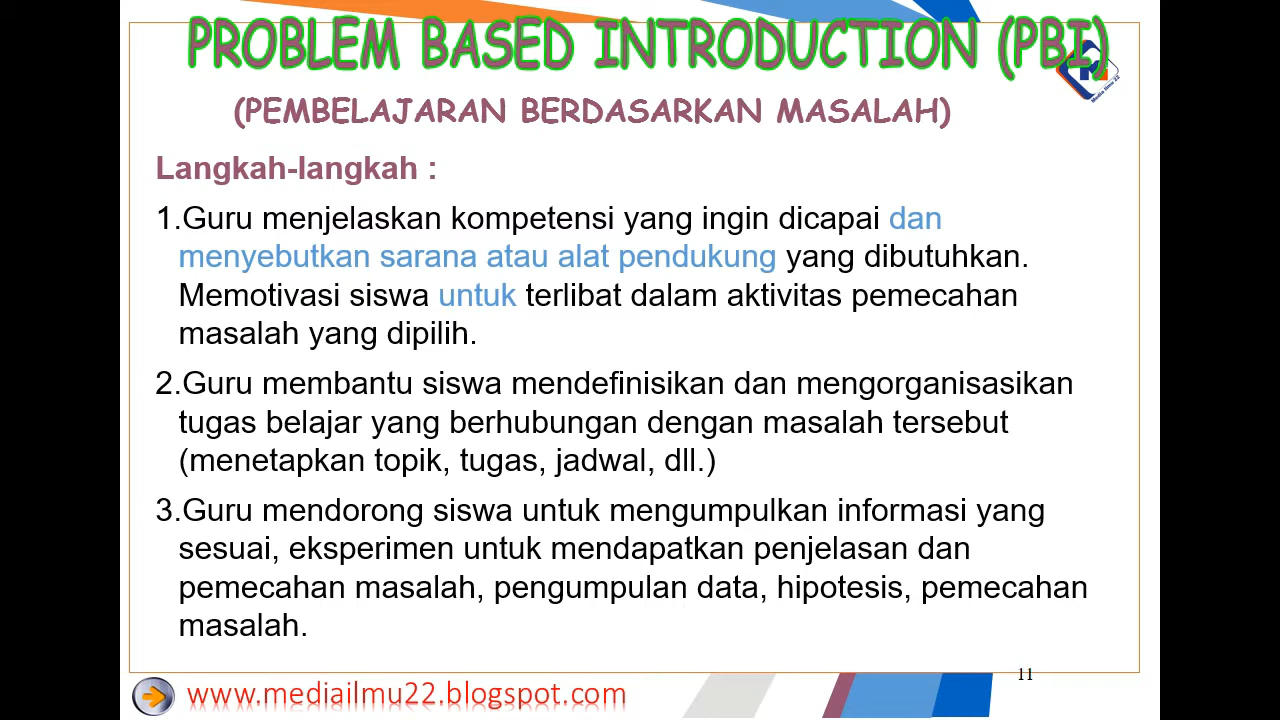 PROBLEM BASED INTRODUCTION (PBI)
(PEMBELAJARAN BERDASARKAN MASALAH)
Langkah-langkah :
1.Guru menjelaskan kompetensi yang ingin dicapai dan
menyebutkan sarana atau alat pendukung yang dibutuhkan.
Memotivasi siswa untuk terlibat dalam aktivitas pemecahan
masalah yang dipilih.
2.Guru membantu siswa mendefinisikan dan mengorganisasikan
tugas belajar yang berhubungan dengan masalah tersebut
(menetapkan topik, tugas, jadwal, dll.)
3.Guru mendorong siswa untuk mengumpulkan informasi yang
sesuai, eksperimen untuk mendapatkan penjelasan dan
pemecahan masalah, pengumpulan data, hipotesis, pemecahan
masalah.
Media Ilmu 22
11
www.mediailmu22.blogspot.com